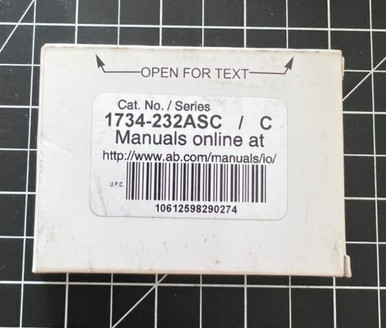 OPEN FOR TEXT
Cat. No. / Series
1734-232ASC / C
Manuals online at
http://www.ab.com/manuals/io/
U.P.C.
10612598290274